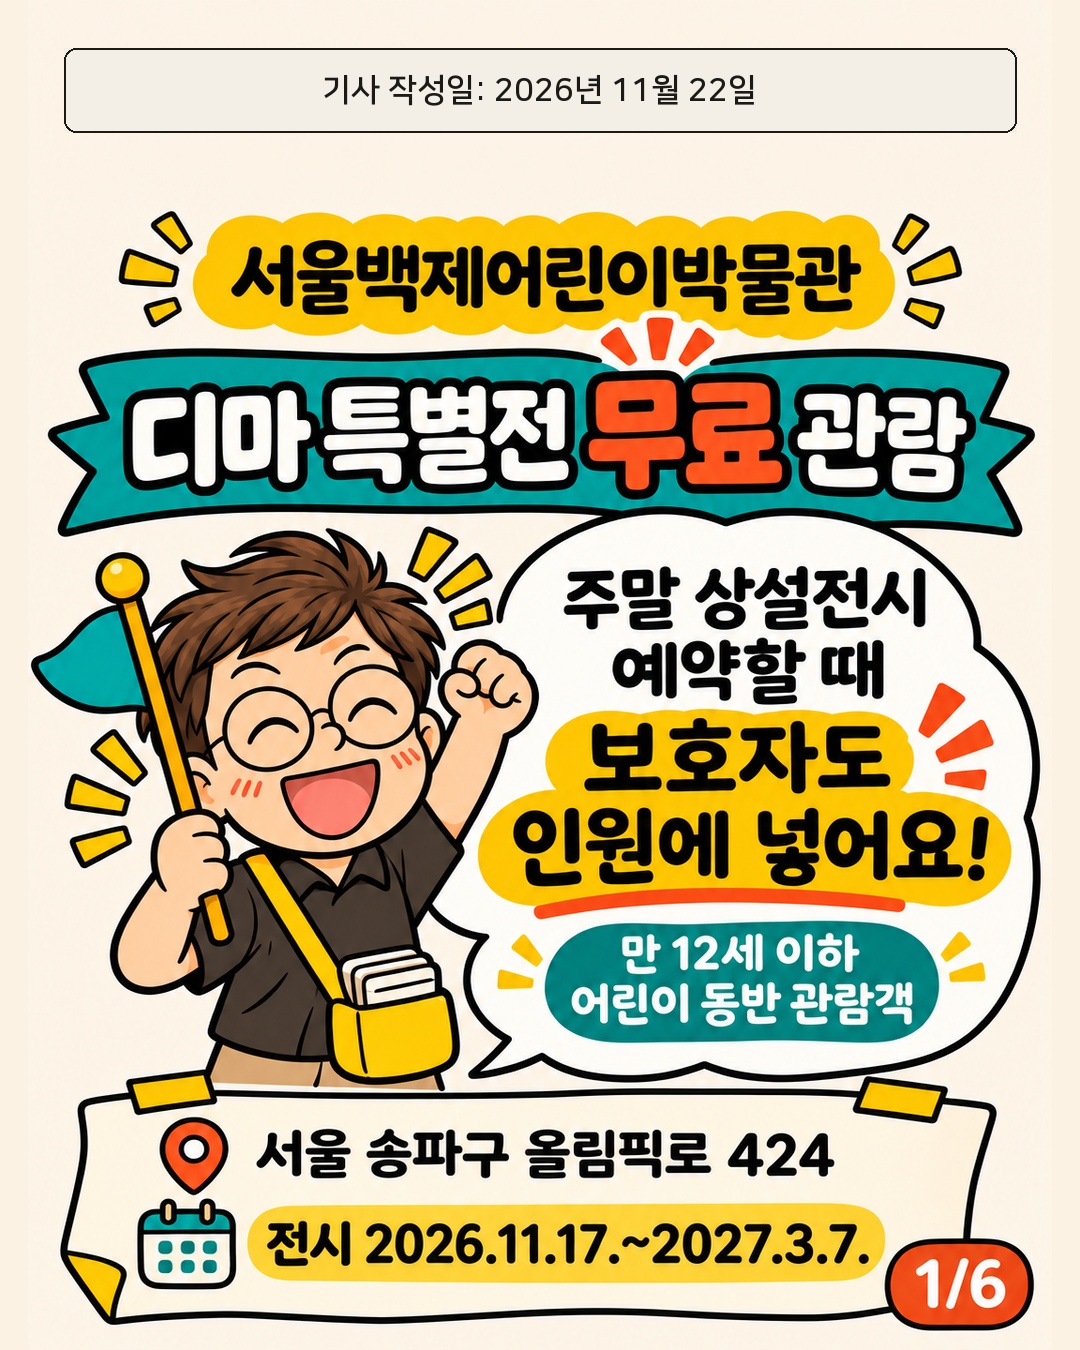 기사 작성일: 2026년 11월 22일
서울백제어린이박물관
디마 특별전 무료 관람
주말 상설전시
예약할 때
보호자도
인원에 넣어요!
만 12세 이하
어린이 동반 관람객
서울 송파구 올림픽로 424
전시 2026.11.17.~2027.3.7.
1/6